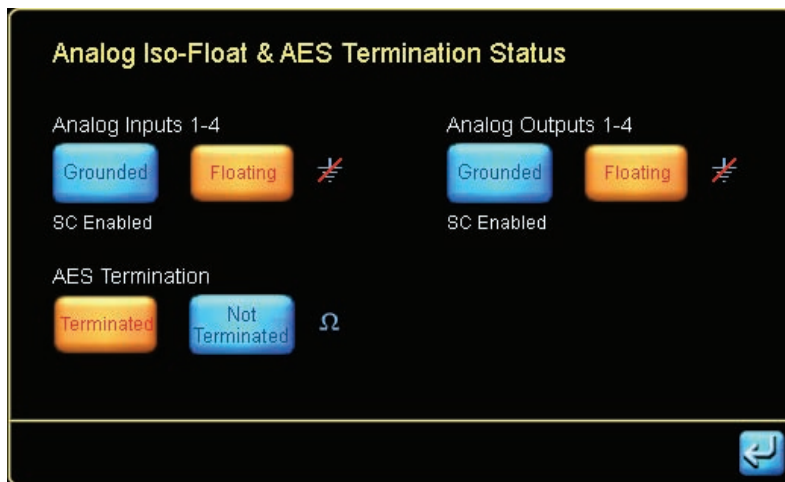 Analog Iso-Float & AES Termination Status
Analog Inputs 1-4
Grounded
Floating
SC Enabled
Analog Outputs 1-4
Grounded
Floating
SC Enabled
AES Termination
Terminated
Not
Terminated
Ω